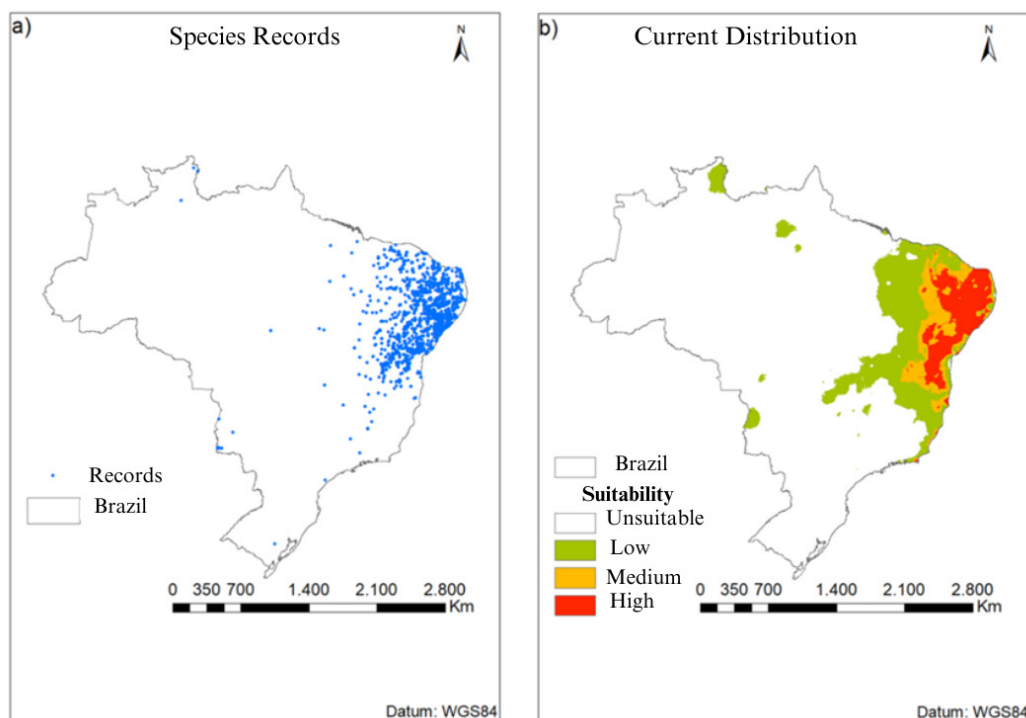 a)
Species Records
N
Records
Brazil
0 350 700 1.400 2.100 2.800
Km
Datum: WGS84
b)
Current Distribution
N
Brazil
Suitability
Unsuitable
Low
Medium
High
0 350 700 1.400 2.100 2.800
Km
Datum: WGS84